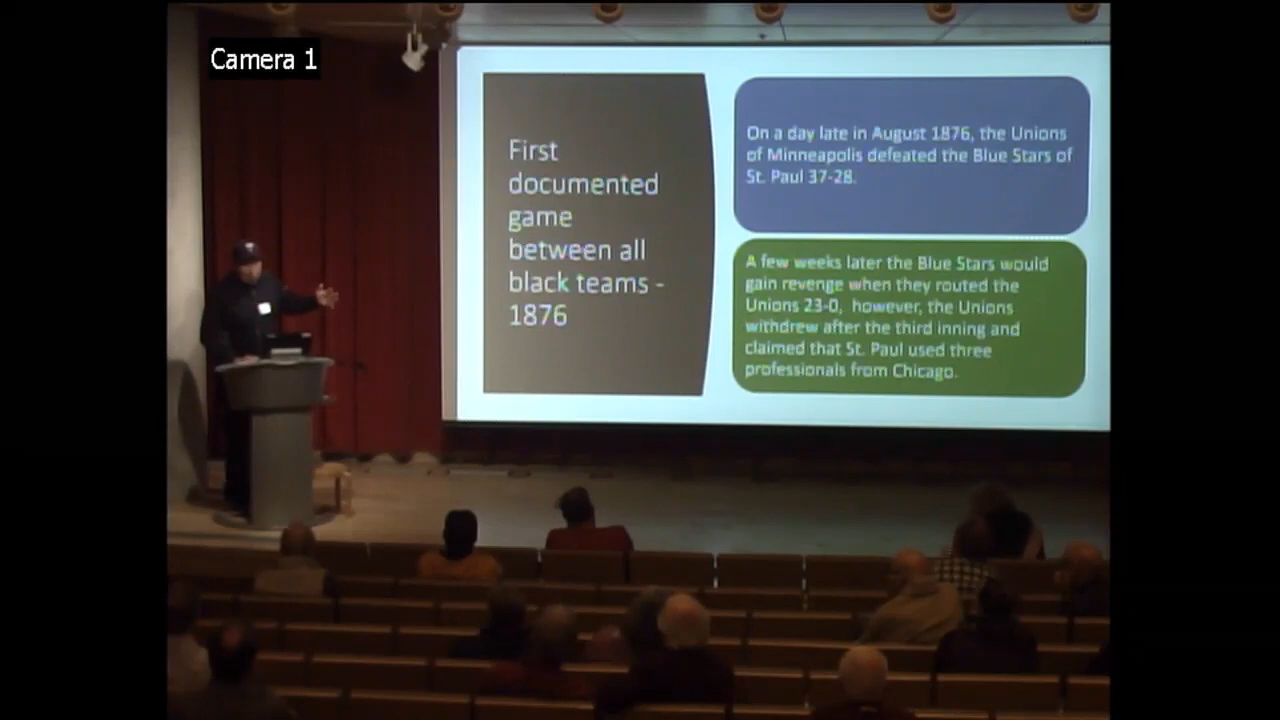 Camera 1
First
documented
game
between all
black teams -
1876
On a day late in August 1876, the Unions
of Minneapolis defeated the Blue Stars of
St. Paul 37-28.
A few weeks later the Blue Stars would
gain revenge when they routed the
Unions 23-0, however, the Unions
withdrew after the third inning and
claimed that St. Paul used three
professionals from Chicago.